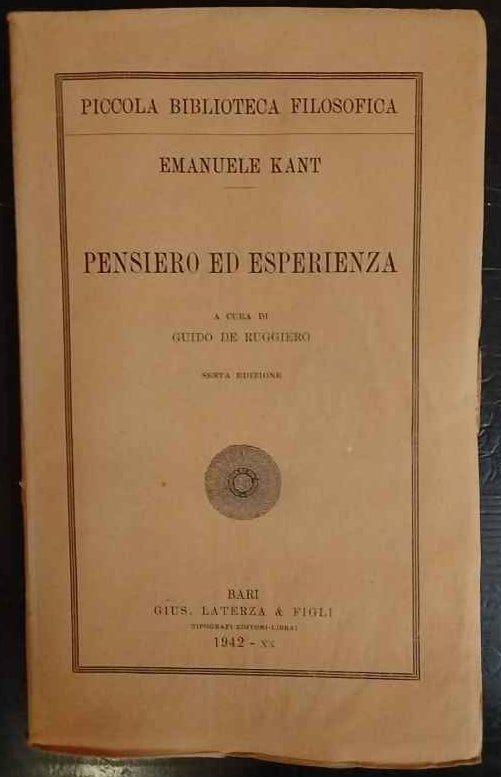 PICCOLA BIBLIOTECA FILOSOFICA
EMANUELE KANT
PENSIERO ED ESPERIENZA
A CURA DI
GUIDO DE RUGGIERO
SESTA EDIZIONE
BARI
GIUS. LATERZA & FIGLI
TIPOGRAFI-EDITORI-LIBRAI
1942 - XX